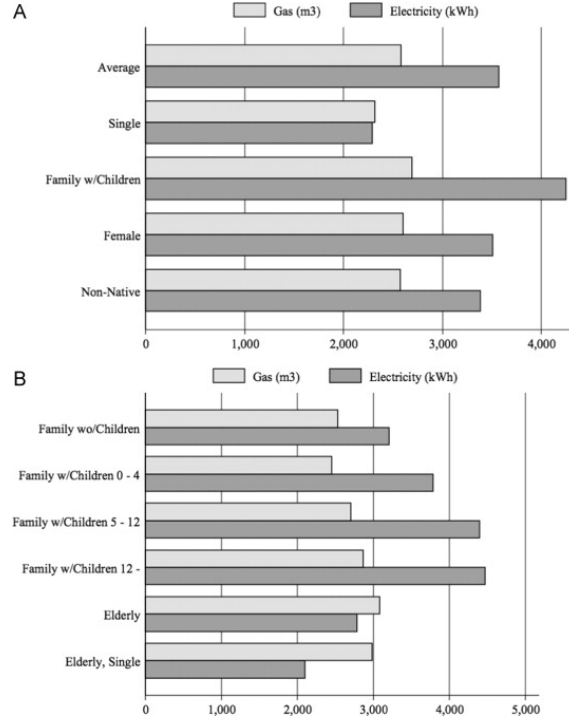 A
Gas (m3) Electricity (kWh)
Average
Single
Family w/Children
Female
Non-Native
0 1,000 2,000 3,000 4,000
B
Gas (m3) Electricity (kWh)
Family wo/Children
Family w/Children 0 - 4
Family w/Children 5 - 12
Family w/Children 12 -
Elderly
Elderly, Single
0 1,000 2,000 3,000 4,000 5,000